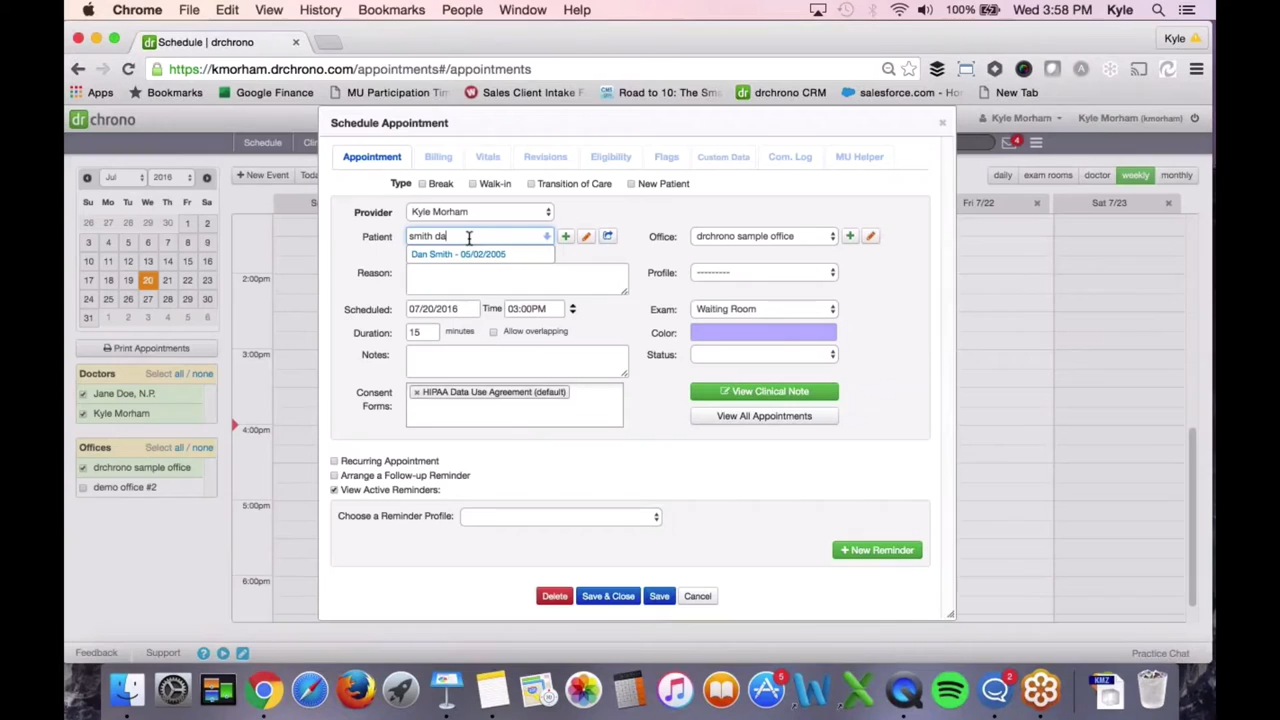 Chrome File Edit View History Bookmarks People Window Help 100% Wed 3:58 PM Kyle
dr Schedule | drchrono × Kyle
https://kmorham.drchrono.com/appointments#/appointments
Apps Bookmarks Google Finance MU Participation Tim Sales Client Intake F Road to 10: The Sma drchrono CRM salesforce.com - Ho New Tab
dr chrono
Kyle Morham Kyle Morham (kmorham)
Schedule Clin 4
Schedule Appointment ×
Appointment Billing Vitals Revisions Eligibility Flags Custom Data Com. Log MU Helper
Type Break Walk-in Transition of Care New Patient
Provider Kyle Morham
Patient smith da
Dan Smith - 05/02/2005
Office: drchrono sample office
Reason:
Profile: ---------
Scheduled: 07/20/2016 Time 03:00PM
Exam: Waiting Room
Duration: 15 minutes Allow overlapping
Color:
Notes:
Status:
Consent Forms: × HIPAA Data Use Agreement (default)
View Clinical Note
View All Appointments
Recurring Appointment
Arrange a Follow-up Reminder
View Active Reminders:
Choose a Reminder Profile:
+ New Reminder
Delete Save & Close Save Cancel
Jul 2016
Su Mo Tu We Th Fr Sa
26 27 28 29 30 1 2
3 4 5 6 7 8 9
10 11 12 13 14 15 16
17 18 19 20 21 22 23
24 25 26 27 28 29 30
31 1 2 3 4 5 6
Print Appointments
Doctors Select all / none
Jane Doe, N.P.
Kyle Morham
Offices Select all / none
drchrono sample office
demo office #2
+ New Event Toda
daily exam rooms doctor weekly monthly
S Fri 7/22 × Sat 7/23 ×
2:00pm
3:00pm
4:00pm
5:00pm
6:00pm
Feedback Support Practice Chat
5 2 KMZ